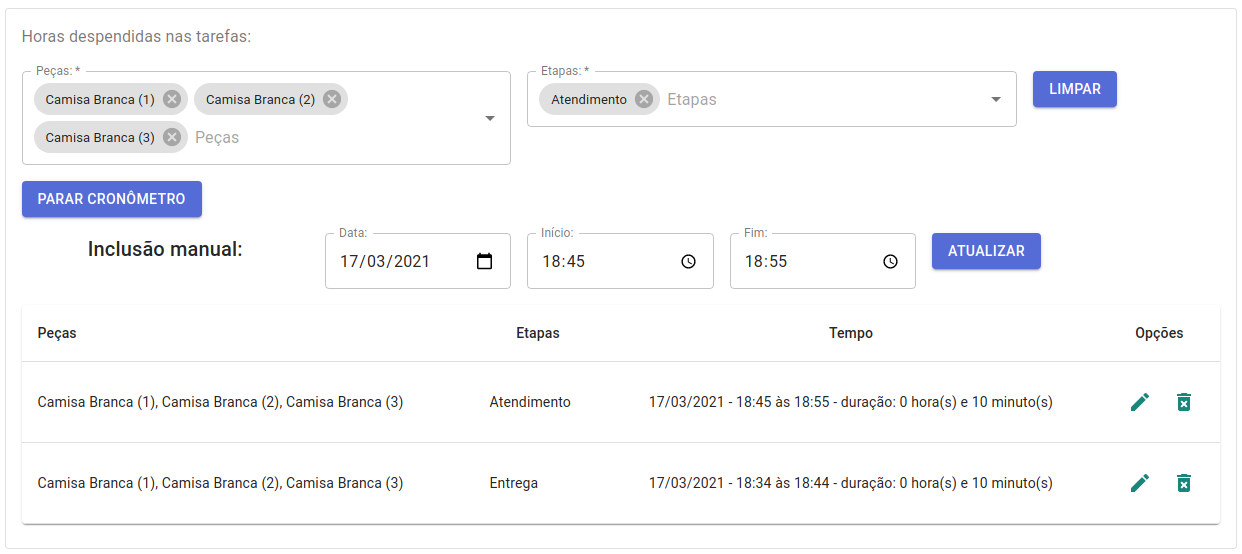 Horas despendidas nas tarefas:
Peças: *
Camisa Branca (1) Camisa Branca (2)
Camisa Branca (3) Peças
Etapas: *
Atendimento Etapas
LIMPAR
PARAR CRONÔMETRO
Inclusão manual:
Data:
17/03/2021
Início:
18:45
Fim:
18:55
ATUALIZAR
Peças Etapas Tempo Opções
Camisa Branca (1), Camisa Branca (2), Camisa Branca (3) Atendimento 17/03/2021 - 18:45 às 18:55 - duração: 0 hora(s) e 10 minuto(s)
Camisa Branca (1), Camisa Branca (2), Camisa Branca (3) Entrega 17/03/2021 - 18:34 às 18:44 - duração: 0 hora(s) e 10 minuto(s)